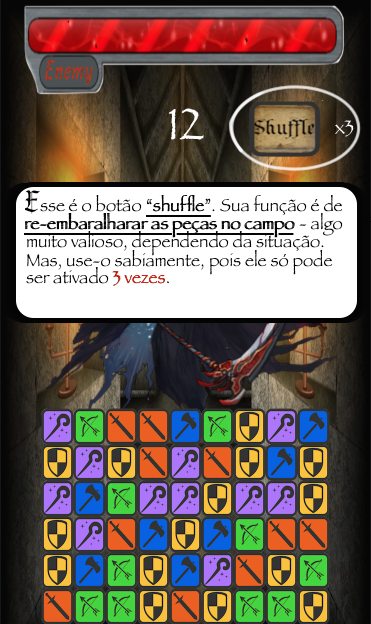 Enemy
12
Shuffle x3
Esse é o botão “shuffle”. Sua função é de
re-embaralharar as peças no campo - algo
muito valioso, dependendo da situação.
Mas, use-o sabiamente, pois ele só pode
ser ativado 3 vezes.